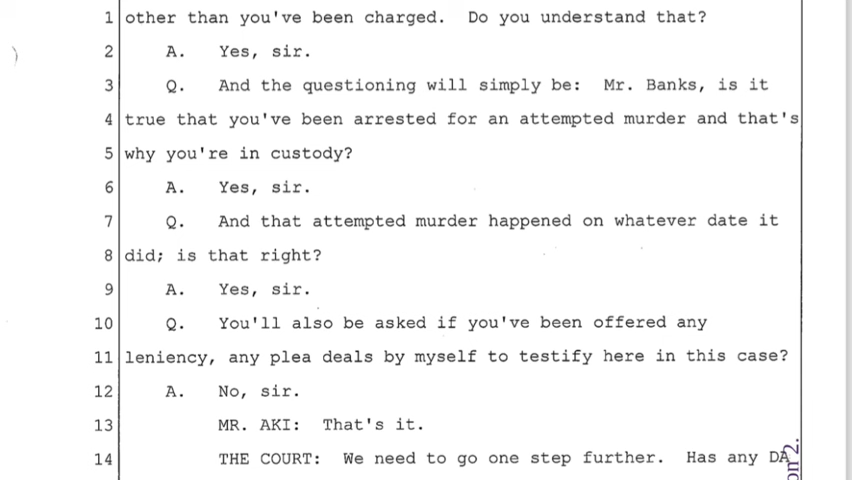 1 other than you've been charged. Do you understand that?
2 A. Yes, sir.
3 Q. And the questioning will simply be: Mr. Banks, is it
4 true that you've been arrested for an attempted murder and that's
5 why you're in custody?
6 A. Yes, sir.
7 Q. And that attempted murder happened on whatever date it
8 did; is that right?
9 A. Yes, sir.
10 Q. You'll also be asked if you've been offered any
11 leniency, any plea deals by myself to testify here in this case?
12 A. No, sir.
13 MR. AKI: That's it.
14 THE COURT: We need to go one step further. Has any DA
on 2.